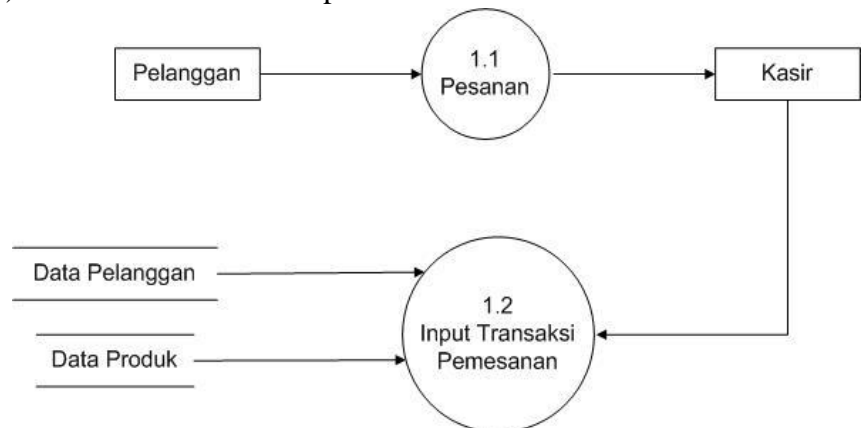 )
Pelanggan
1.1
Pesanan
Kasir
Data Pelanggan
1.2
Input Transaksi
Pemesanan
Data Produk